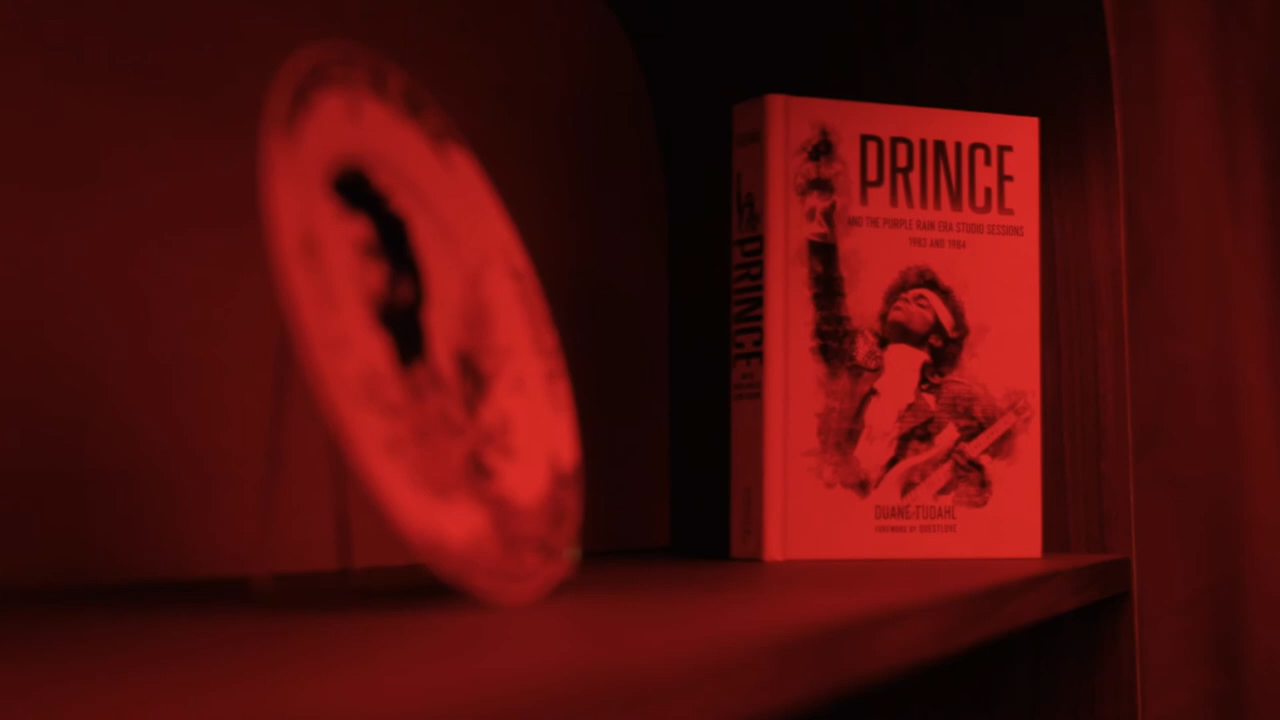 PRINCE
AND THE PURPLE RAIN ERA STUDIO SESSIONS
1983 AND 1984
DUANE TUDAHL
FOREWORD BY QUESTLOVE
PRINCE